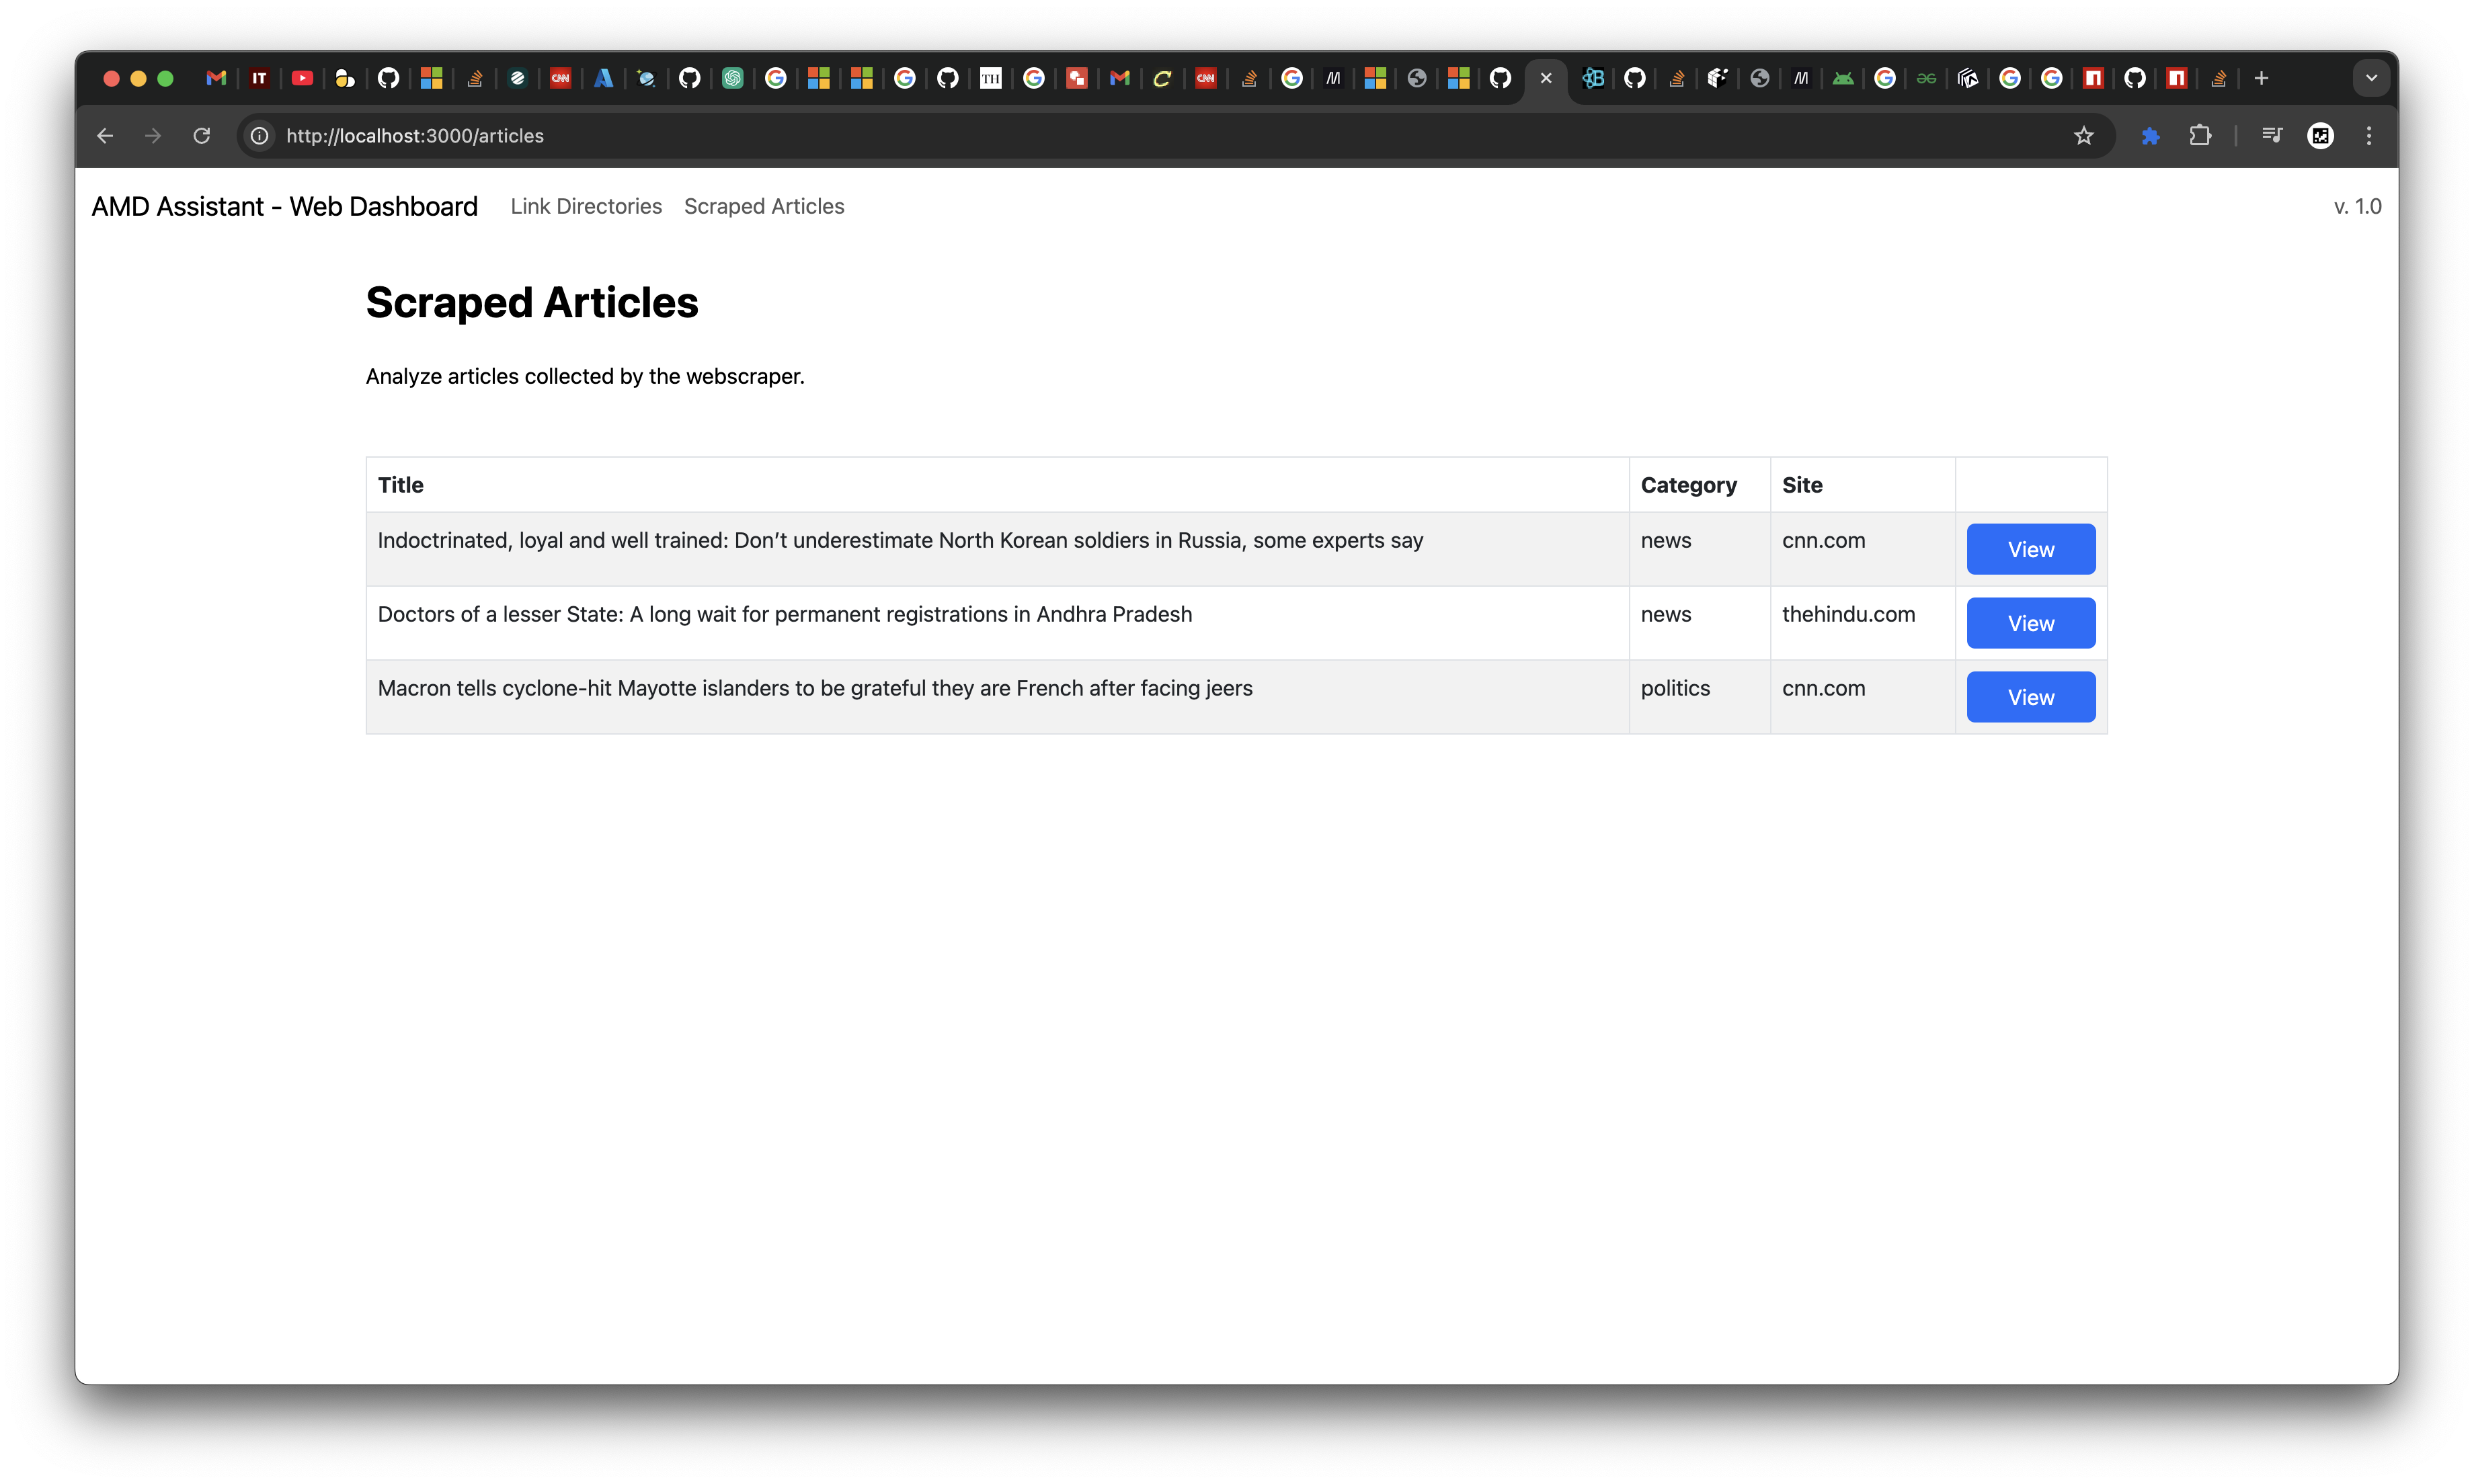 IT CNN TH CNN
http://localhost:3000/articles
AMD Assistant - Web Dashboard Link Directories Scraped Articles v. 1.0
Scraped Articles
Analyze articles collected by the webscraper.
Title Category Site
Indoctrinated, loyal and well trained: Don’t underestimate North Korean soldiers in Russia, some experts say news cnn.com View
Doctors of a lesser State: A long wait for permanent registrations in Andhra Pradesh news thehindu.com View
Macron tells cyclone-hit Mayotte islanders to be grateful they are French after facing jeers politics cnn.com View